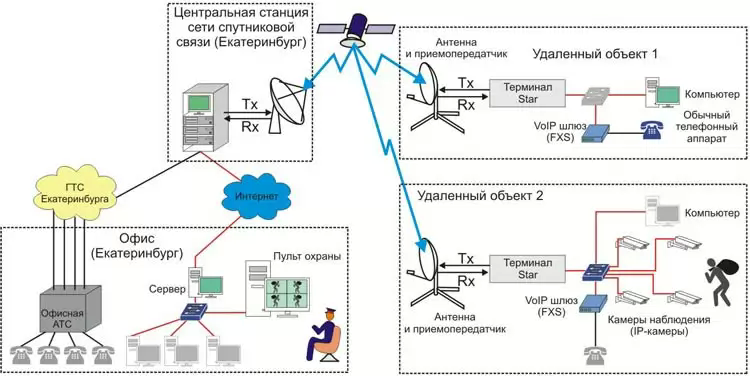 Центральная станция
сети спутниковой
связи (Екатеринбург)
Tx
Rx
Антенна
и приемопередатчик
Удаленный объект 1
Tx
Rx
Терминал
Star
Компьютер
VoIP шлюз
(FXS)
Обычный
телефонный
аппарат
ГТС
Екатеринбурга
Интернет
Удаленный объект 2
Компьютер
Tx
Rx
Терминал
Star
Антенна
и приемопередатчик
VoIP шлюз
(FXS)
Камеры наблюдения
(IP-камеры)
Офис
(Екатеринбург)
Пульт охраны
Сервер
Офисная
АТС